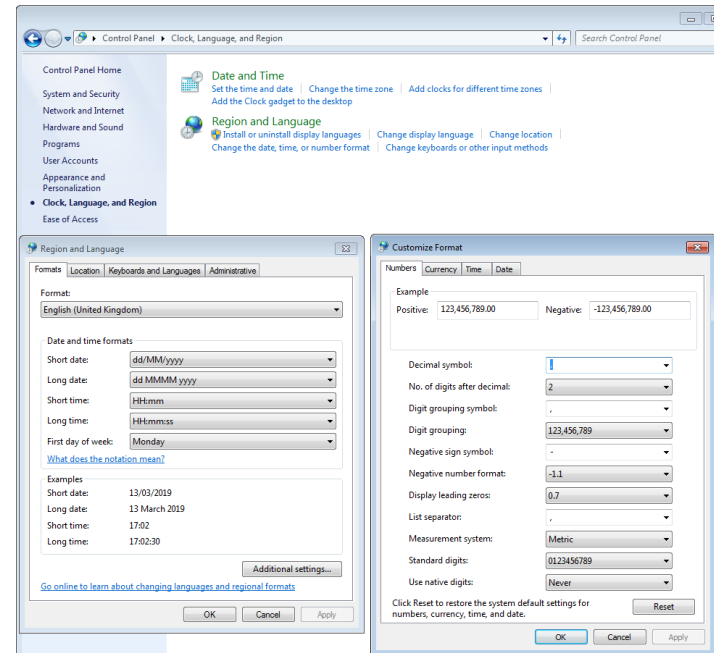 Control Panel ▸ Clock, Language, and Region
Search Control Panel
Control Panel Home
System and Security
Network and Internet
Hardware and Sound
Programs
User Accounts
Appearance and
Personalization
Clock, Language, and Region
Ease of Access
Date and Time
Set the time and date
Change the time zone
Add clocks for different time zones
Add the Clock gadget to the desktop
Region and Language
Install or uninstall display languages
Change display language
Change location
Change the date, time, or number format
Change keyboards or other input methods
Region and Language
Formats
Location
Keyboards and Languages
Administrative
Format:
English (United Kingdom)
Date and time formats
Short date: dd/MM/yyyy
Long date: dd MMMM yyyy
Short time: HH:mm
Long time: HH:mm:ss
First day of week: Monday
What does the notation mean?
Examples
Short date: 13/03/2019
Long date: 13 March 2019
Short time: 17:02
Long time: 17:02:30
Additional settings...
Go online to learn about changing languages and regional formats
OK
Cancel
Apply
Customize Format
Numbers
Currency
Time
Date
Example
Positive: 123,456,789.00
Negative: -123,456,789.00
Decimal symbol: .
No. of digits after decimal: 2
Digit grouping symbol: ,
Digit grouping: 123,456,789
Negative sign symbol: -
Negative number format: -1.1
Display leading zeros: 0.7
List separator: ,
Measurement system: Metric
Standard digits: 0123456789
Use native digits: Never
Click Reset to restore the system default settings for
numbers, currency, time, and date.
Reset
OK
Cancel
Apply